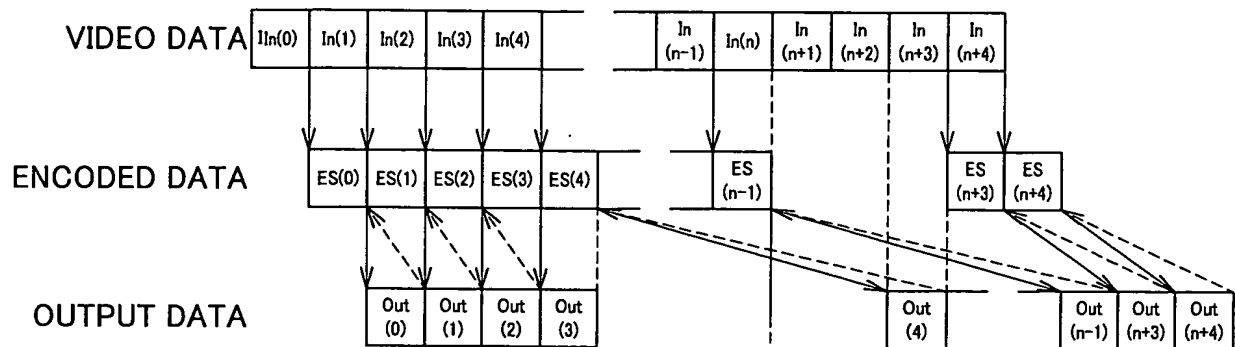 VIDEO DATA
IIn(0) In(1) In(2) In(3) In(4) In In(n) In In In In
(n-1) (n+1) (n+2) (n+3) (n+4)
ENCODED DATA
ES(0) ES(1) ES(2) ES(3) ES(4) ES ES ES
(n-1) (n+3) (n+4)
OUTPUT DATA
Out Out Out Out Out Out Out Out
(0) (1) (2) (3) (4) (n-1) (n+3) (n+4)